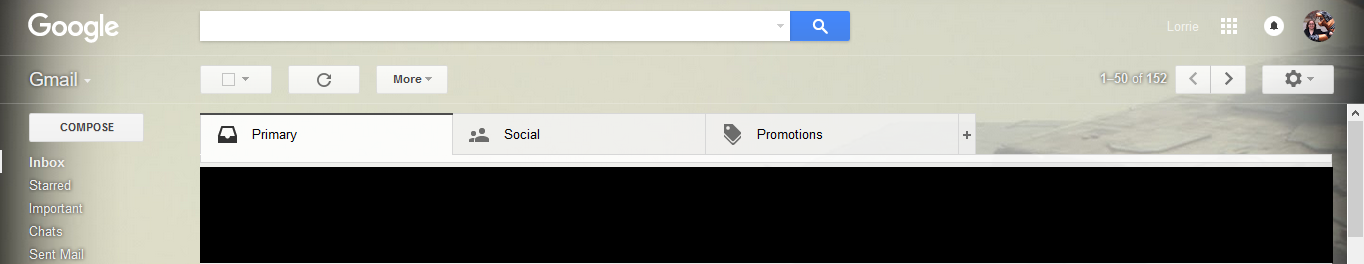 Google
Lorrie
Gmail
More
1–50 of 152
COMPOSE
Primary
Social
Promotions
+
Inbox
Starred
Important
Chats
Sent Mail